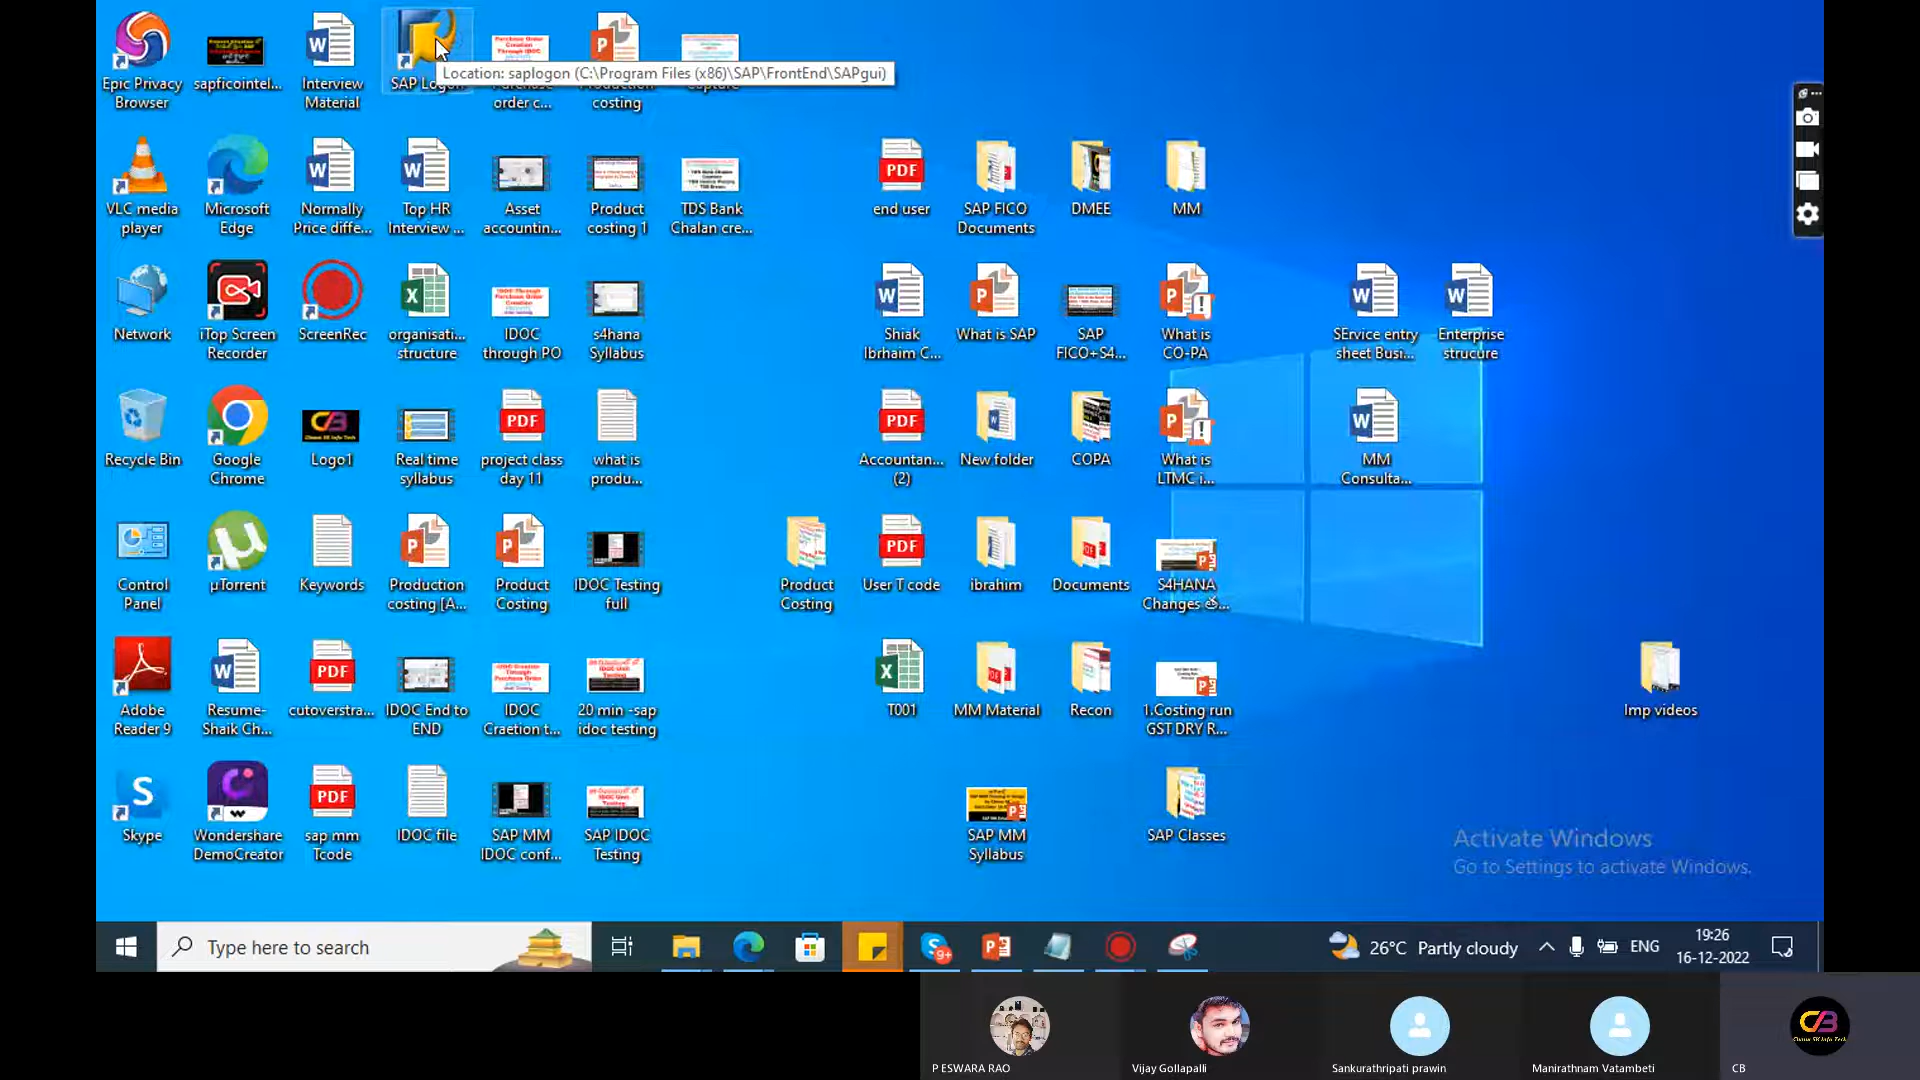 Epic Privacy
Browser
sapficointel...
Interview
Material
SAP Logon
Location: saplogon (C:\Program Files (x86)\SAP\FrontEnd\SAPgui)
order c...
costing
VLC media
player
Microsoft
Edge
Normally
Price diffe...
Top HR
Interview ...
Asset
accountin...
Product
costing 1
TDS Bank
Chalan cre...
PDF
end user
SAP FICO
Documents
DMEE
MM
Network
iTop Screen
Recorder
ScreenRec
organisati...
structure
IDOC
through PO
s4hana
Syllabus
Shiak
Ibrhaim C...
What is SAP
SAP
FICO+S4...
What is
CO-PA
SErvice entry
sheet Busi...
Enterprise
strucure
Recycle Bin
Google
Chrome
Logo1
Real time
syllabus
PDF
project class
day 11
what is
produ...
PDF
Accountan...
(2)
New folder
COPA
What is
LTMC i...
MM
Consulta...
Control
Panel
µTorrent
Keywords
Production
costing [A...
Product
Costing
IDOC Testing
full
Product
Costing
PDF
User T code
ibrahim
Documents
S4HANA
Adobe
Reader 9
Resume-
Shaik Ch...
PDF
cutoverstra...
IDOC End to
END
IDOC
Craetion t...
20 min -sap
idoc testing
T001
MM Material
Recon
1.Costing run
GST DRY R...
Imp videos
Skype
Wondershare
DemoCreator
PDF
sap mm
Tcode
IDOC file
SAP MM
IDOC conf...
SAP IDOC
Testing
SAP MM
Syllabus
SAP Classes
Activate Windows
Go to Settings to activate Windows.
Type here to search
9+
26°C Partly cloudy
ENG
19:26
16-12-2022
P ESWARA RAO
Vijay Gollapalli
Sankurathripati prawin
Manirathnam Vatambeti
CB